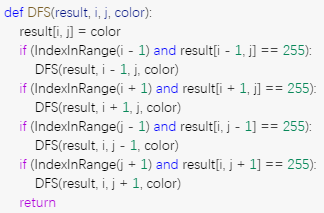 def DFS(result, i, j, color):
    result[i, j] = color
    if (IndexInRange(i - 1) and result[i - 1, j] == 255):
        DFS(result, i - 1, j, color)
    if (IndexInRange(i + 1) and result[i + 1, j] == 255):
        DFS(result, i + 1, j, color)
    if (IndexInRange(j - 1) and result[i, j - 1] == 255):
        DFS(result, i, j - 1, color)
    if (IndexInRange(j + 1) and result[i, j + 1] == 255):
        DFS(result, i, j + 1, color)
    return